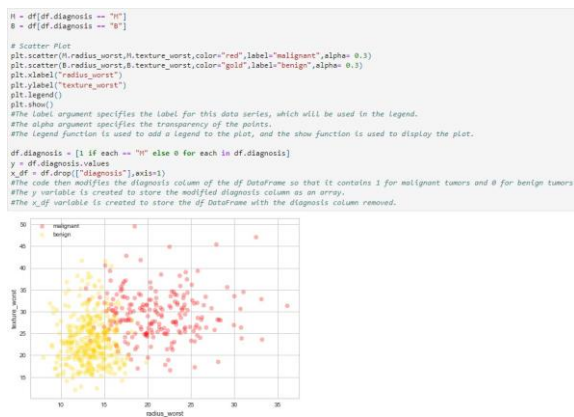 M = df[df.diagnosis == "M"]
B = df[df.diagnosis == "B"]
# Scatter Plot
plt.scatter(M.radius_worst,M.texture_worst,color="red",label="malignant",alpha= 0.3)
plt.scatter(B.radius_worst,B.texture_worst,color="gold",label="benign",alpha= 0.3)
plt.xlabel("radius_worst")
plt.ylabel("texture_worst")
plt.legend()
plt.show()
#The label argument specifies the label for this data series, which will be used in the legend.
#The alpha argument specifies the transparency of the points.
#The legend function is used to add a legend to the plot, and the show function is used to display the plot.
df.diagnosis = [1 if each == "M" else 0 for each in df.diagnosis]
y = df.diagnosis.values
x_df = df.drop(["diagnosis"],axis=1)
#The code then modifies the diagnosis column of the df DataFrame so that it contains 1 for malignant tumors and 0 for benign tumors
#The y variable is created to store the modified diagnosis column as an array.
#The x_df variable is created to store the df DataFrame with the diagnosis column removed.
malignant
benign
50
45
40
35
30
25
20
15
texture_worst
10 15 20 25 30 35
radius_worst